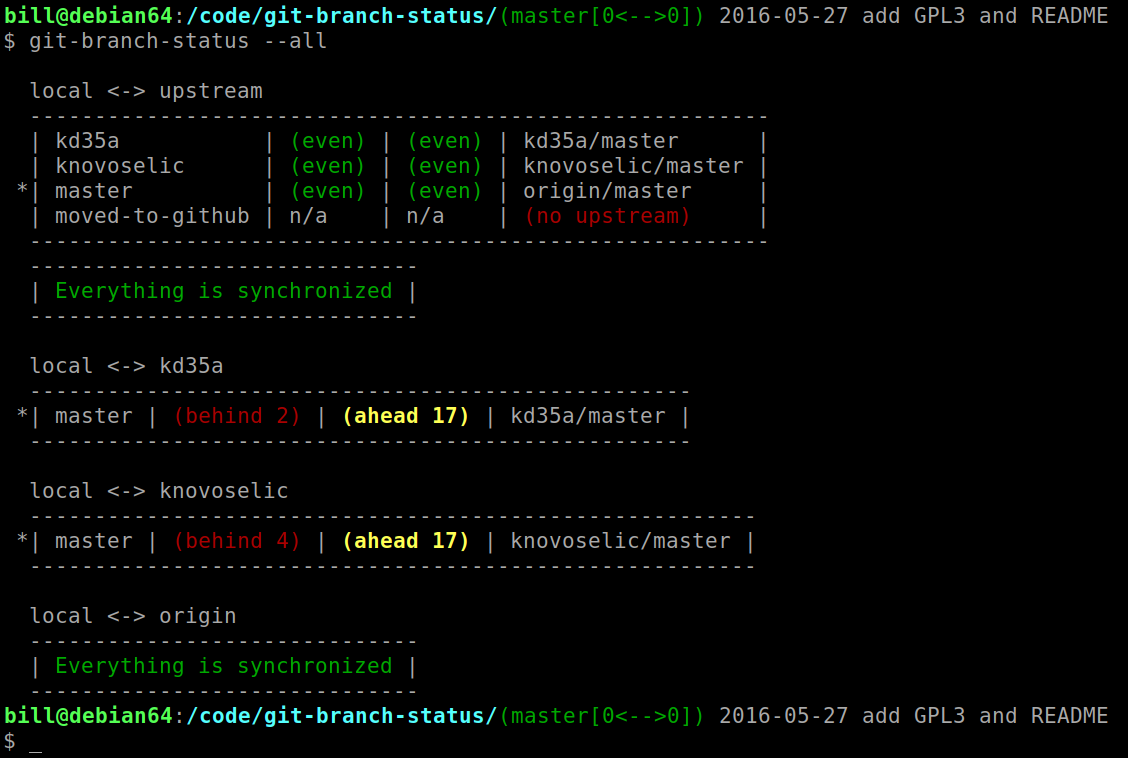 bill@debian64:/code/git-branch-status/(master[0<-->0]) 2016-05-27 add GPL3 and README
$ git-branch-status --all
local <-> upstream
---------------------------------------------------------
| kd35a           | (even) | (even) | kd35a/master      |
| knovoselic      | (even) | (even) | knovoselic/master |
*| master          | (even) | (even) | origin/master     |
| moved-to-github | n/a    | n/a    | (no upstream)     |
---------------------------------------------------------
------------------------------
| Everything is synchronized |
------------------------------
local <-> kd35a
---------------------------------------------------
*| master | (behind 2) | (ahead 17) | kd35a/master |
---------------------------------------------------
local <-> knovoselic
--------------------------------------------------------
*| master | (behind 4) | (ahead 17) | knovoselic/master |
--------------------------------------------------------
local <-> origin
------------------------------
| Everything is synchronized |
------------------------------
bill@debian64:/code/git-branch-status/(master[0<-->0]) 2016-05-27 add GPL3 and README
$ _